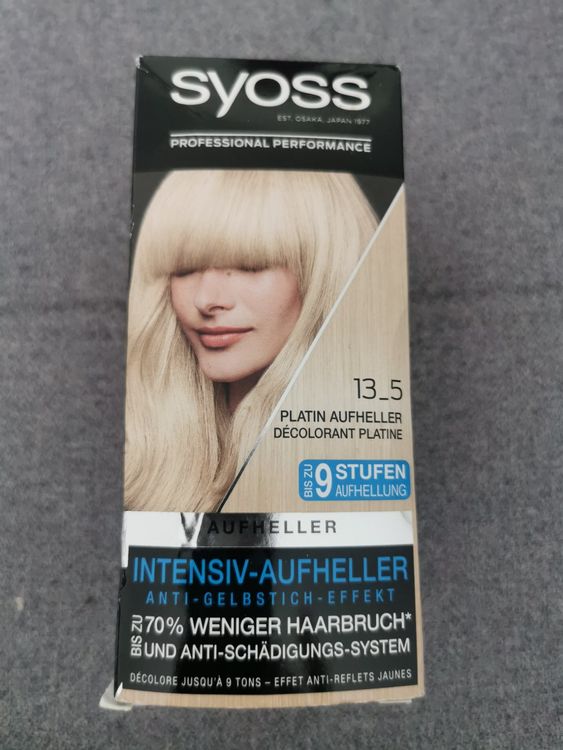 syoss
EST. OSAKA, JAPAN 1977
PROFESSIONAL PERFORMANCE
13_5
PLATIN AUFHELLER
DÉCOLORANT PLATINE
BIS ZU 9 STUFEN
AUFHELLUNG
AUFHELLER
INTENSIV-AUFHELLER
ANTI-GELBSTICH-EFFEKT
BIS ZU 70% WENIGER HAARBRUCH*
UND ANTI-SCHÄDIGUNGS-SYSTEM
DÉCOLORE JUSQU'À 9 TONS – EFFET ANTI-REFLETS JAUNES